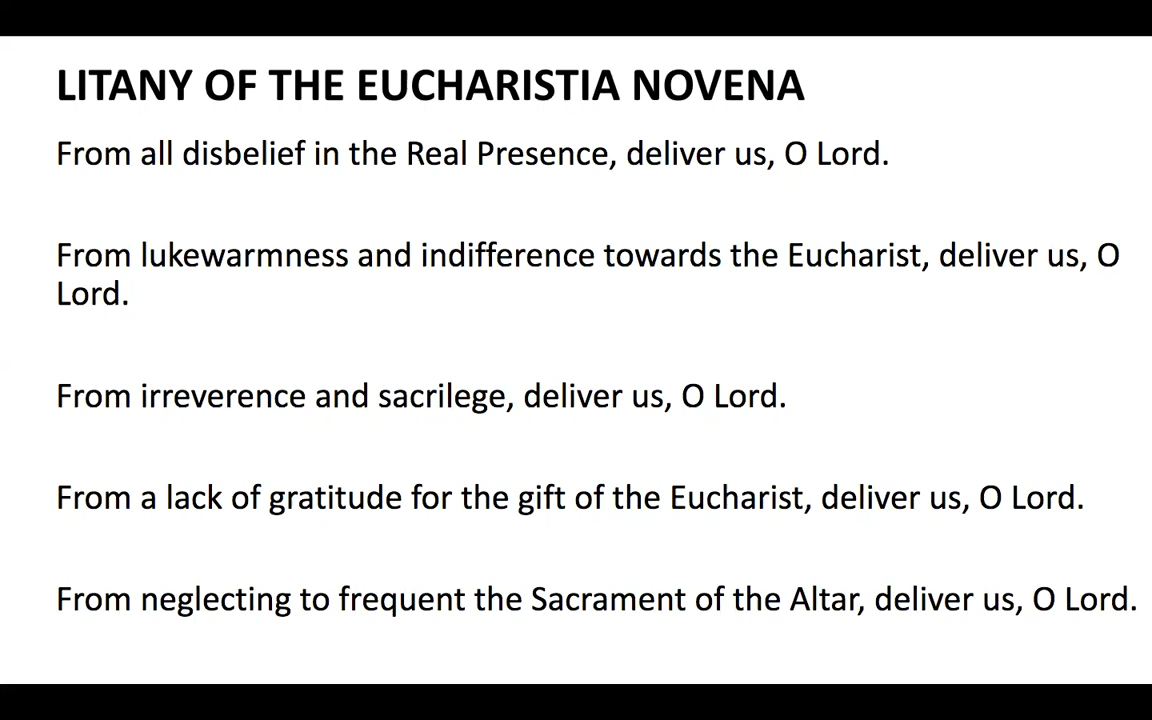 LITANY OF THE EUCHARISTIA NOVENA
From all disbelief in the Real Presence, deliver us, O Lord.
From lukewarmness and indifference towards the Eucharist, deliver us, O
Lord.
From irreverence and sacrilege, deliver us, O Lord.
From a lack of gratitude for the gift of the Eucharist, deliver us, O Lord.
From neglecting to frequent the Sacrament of the Altar, deliver us, O Lord.